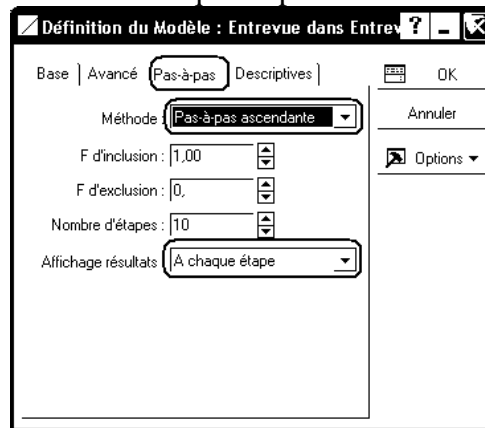 Définition du Modèle : Entrevue dans Entrev
Base Avancé Pas-à-pas Descriptives
OK
Méthode : Pas-à-pas ascendante
Annuler
F d'inclusion : 1,00
Options
F d'exclusion : 0,
Nombre d'étapes : 10
Affichage résultats : A chaque étape